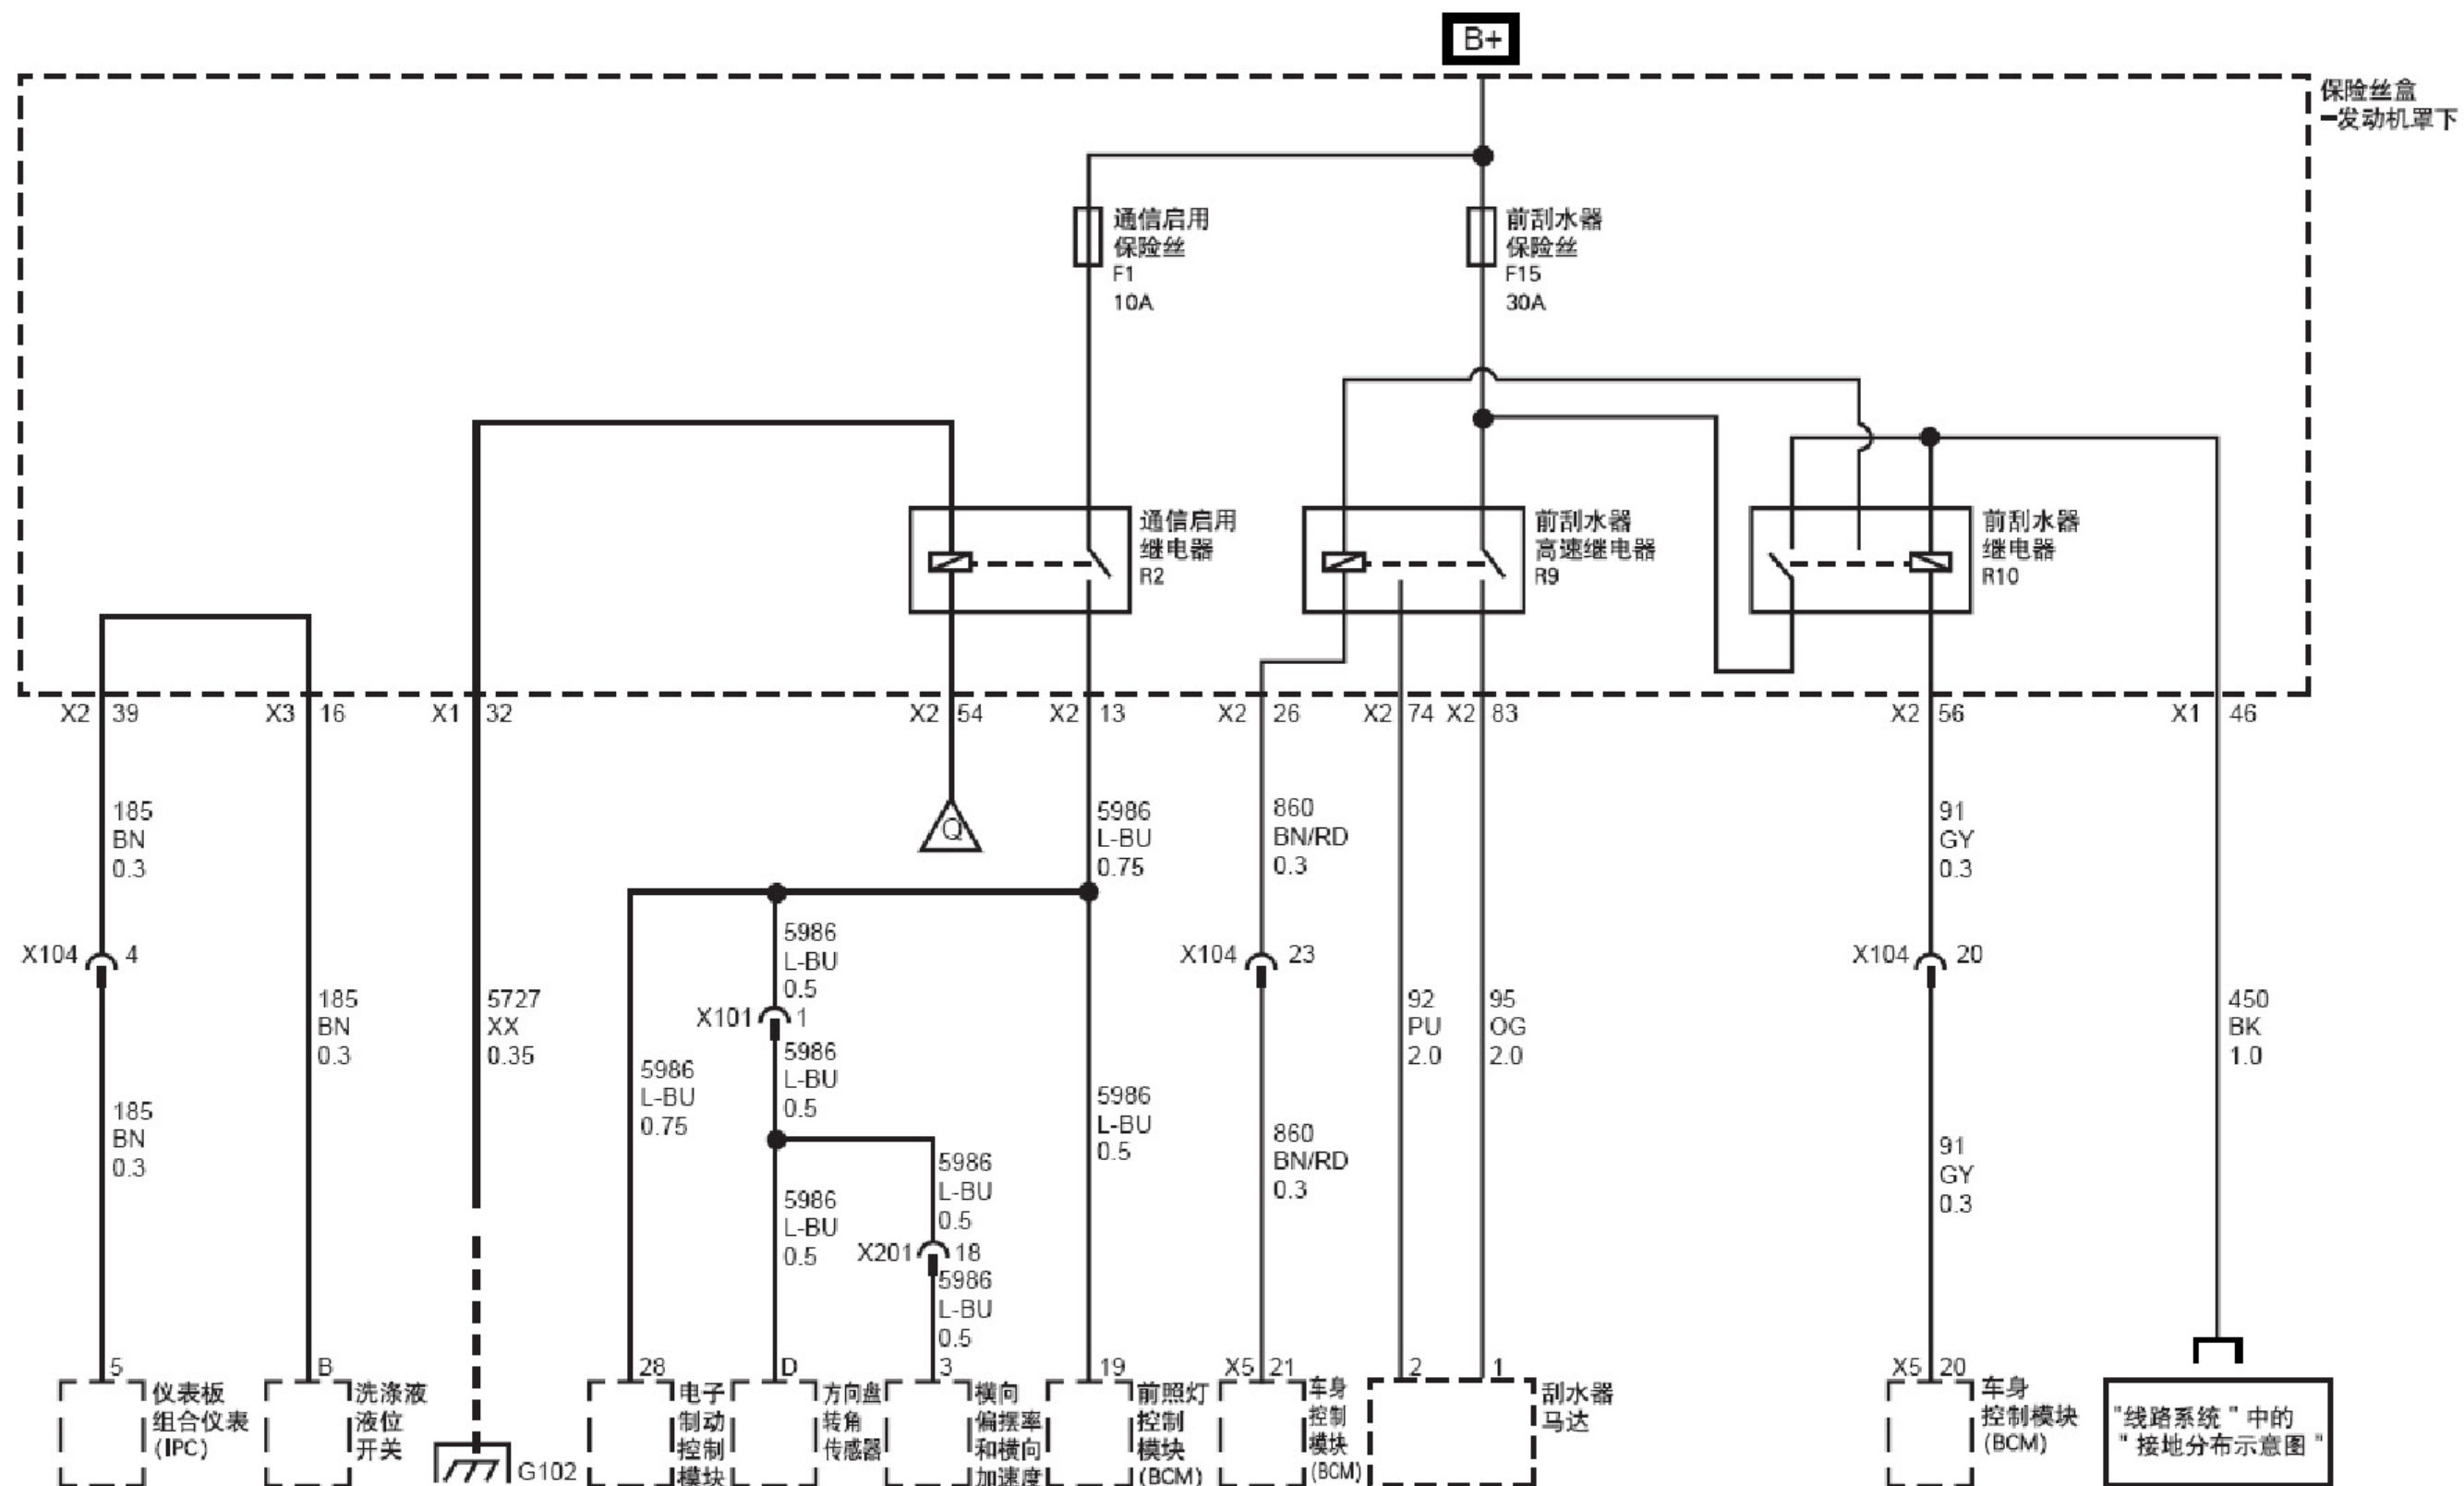 B+
保险丝盒
-发动机罩下
通信启用
保险丝
F1
10A
前刮水器
保险丝
F15
30A
通信启用
继电器
R2
前刮水器
高速继电器
R9
前刮水器
继电器
R10
X2 39
X3 16
X1 32
X2 54
X2 13
X2 26
X2 74
X2 83
X2 56
X1 46
185
BN
0.3
Q
5986
L-BU
0.75
860
BN/RD
0.3
91
GY
0.3
X104 4
5986
L-BU
0.5
X104 23
X104 20
185
BN
0.3
5727
XX
0.35
X101 1
92
PU
2.0
95
OG
2.0
450
BK
1.0
5986
L-BU
0.5
5986
L-BU
0.75
185
BN
0.3
5986
L-BU
0.5
860
BN/RD
0.3
91
GY
0.3
5986
L-BU
0.5
5986
L-BU
0.5
X201 18
5986
L-BU
0.5
5
B
28
D
3
19
X5 21
2
1
X5 20
仪表板
组合仪表
(IPC)
洗涤液
液位
开关
G102
电子
制动
控制
模块
方向盘
转角
传感器
横向
偏摆率
和横向
加速度
前照灯
控制
模块
(BCM)
车身
控制
模块
(BCM)
刮水器
马达
车身
控制模块
(BCM)
"线路系统"中的
"接地分布示意图"